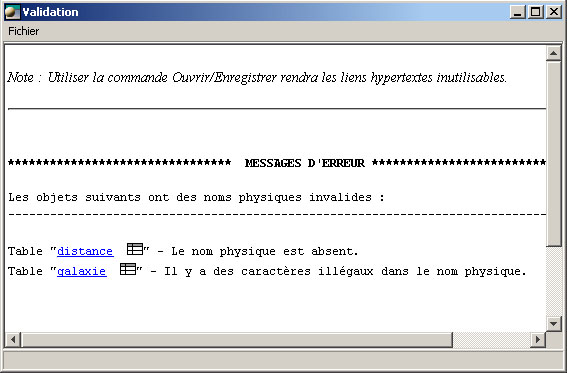 Validation
Fichier
Note : Utiliser la commande Ouvrir/Enregistrer rendra les liens hypertextes inutilisables.
******************************** MESSAGES D'ERREUR *************************
Les objets suivants ont des noms physiques invalides :
-----------------------------------------------------------------------------
Table "distance " - Le nom physique est absent.
Table "galaxie " - Il y a des caractères illégaux dans le nom physique.